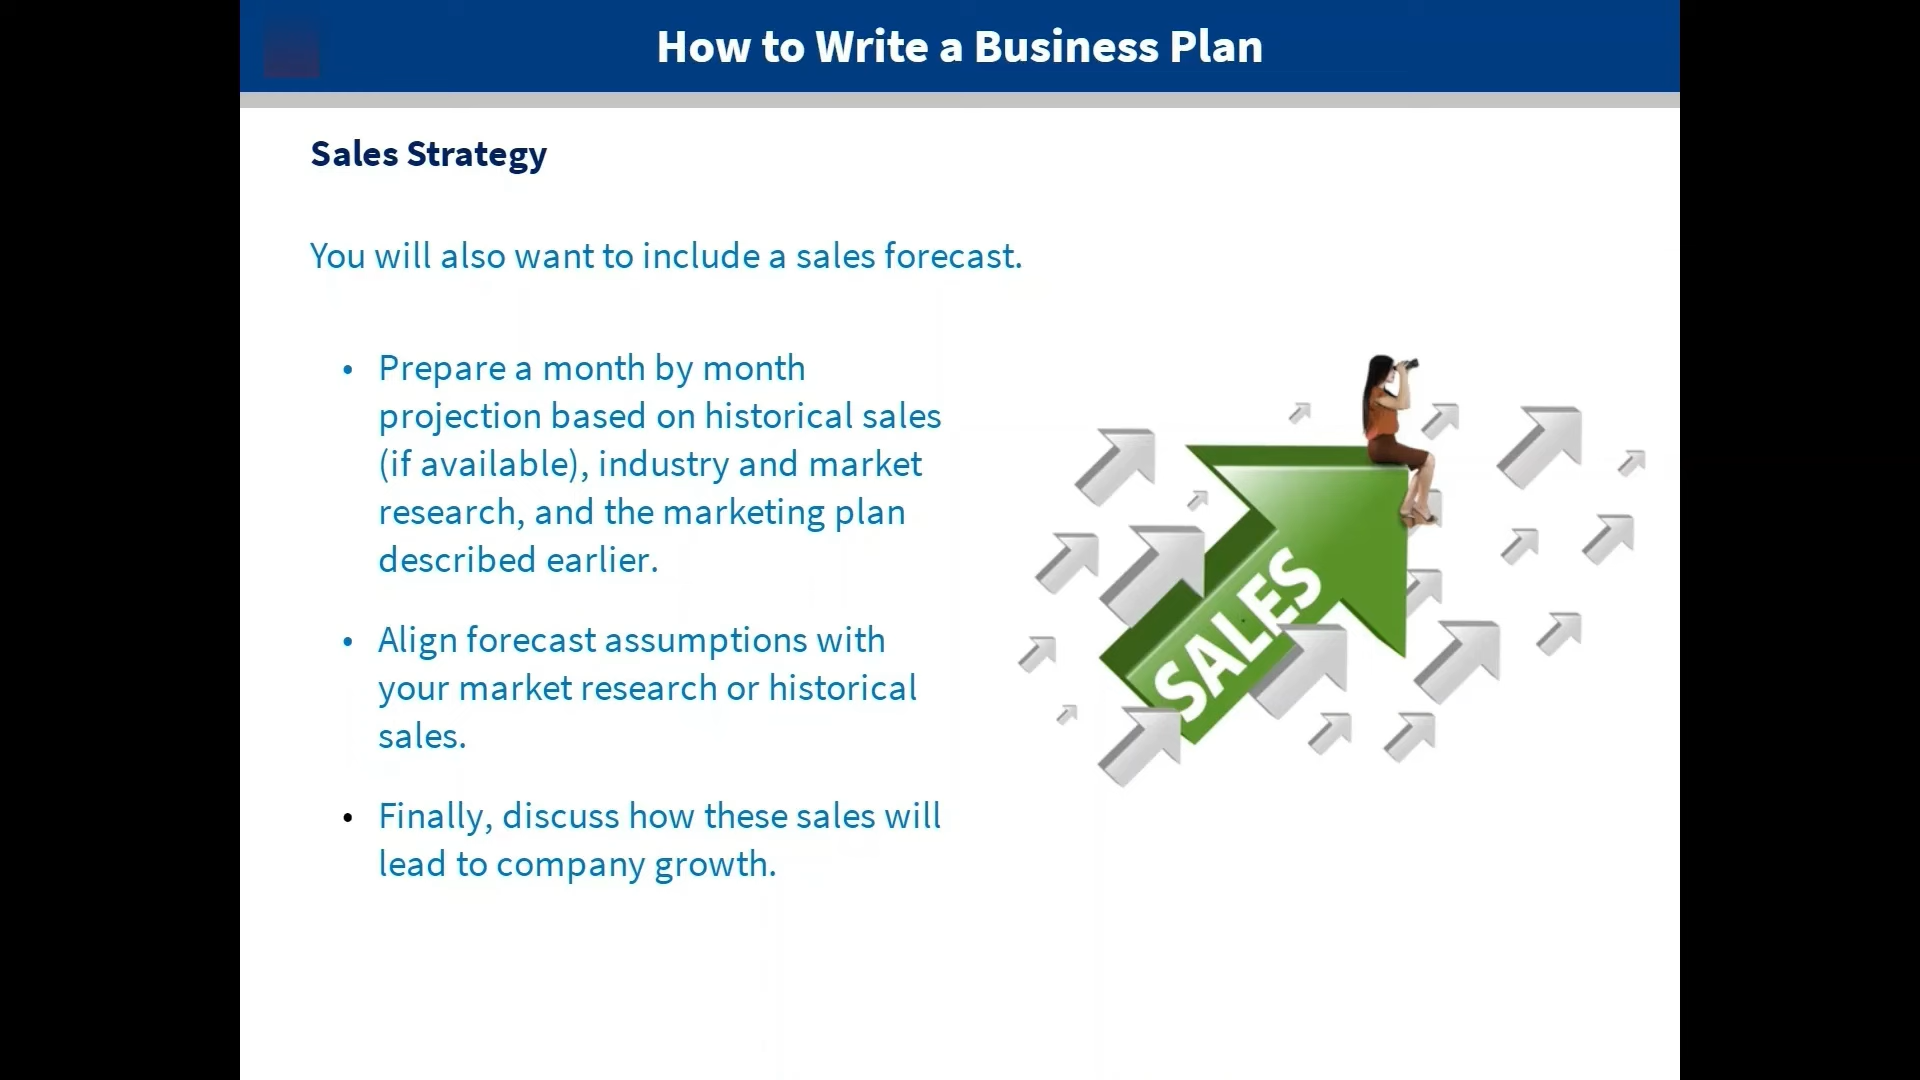 How to Write a Business Plan
Sales Strategy
You will also want to include a sales forecast.
• Prepare a month by month
projection based on historical sales
(if available), industry and market
research, and the marketing plan
described earlier.
• Align forecast assumptions with
your market research or historical
sales.
• Finally, discuss how these sales will
lead to company growth.
SALES